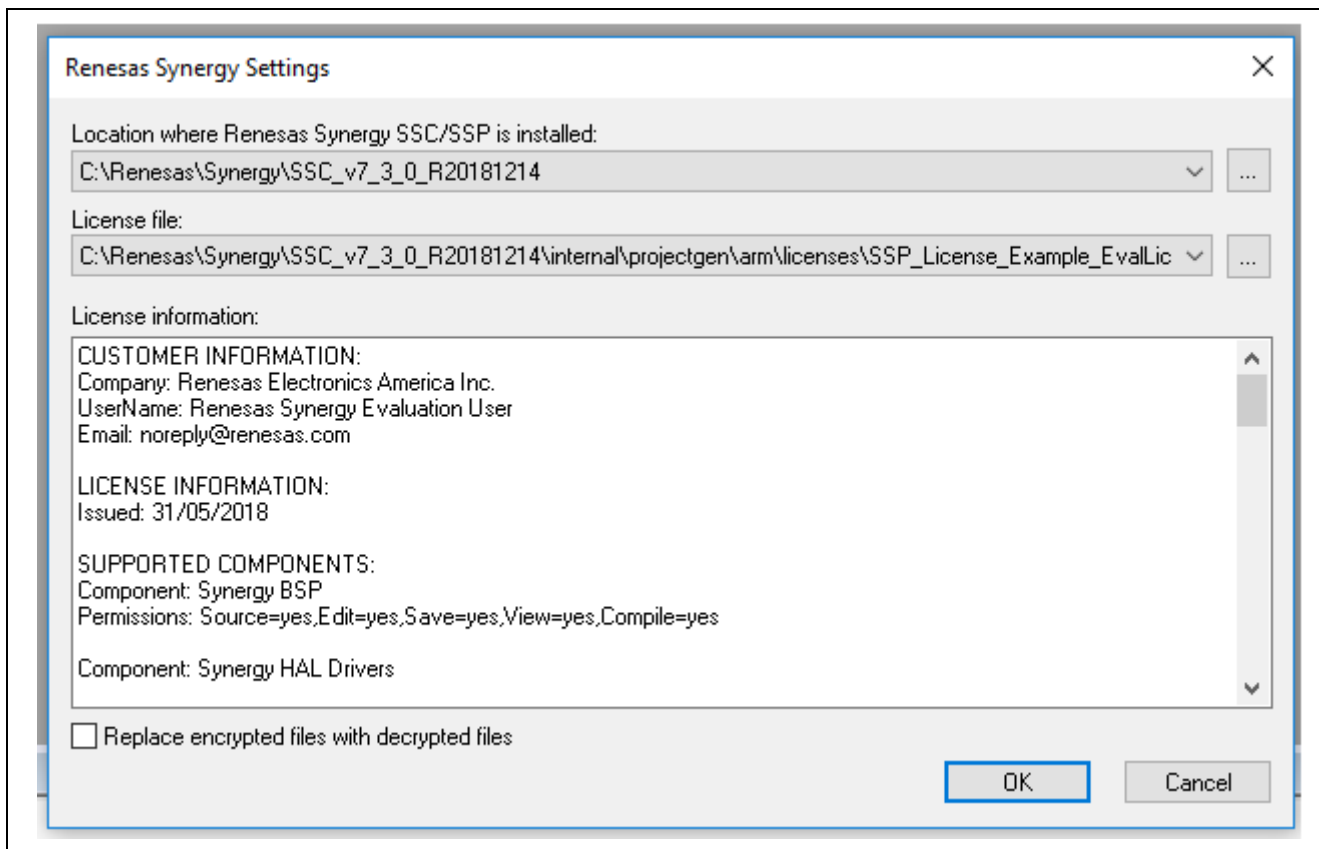 Renesas Synergy Settings
Location where Renesas Synergy SSC/SSP is installed:
C:\Renesas\Synergy\SSC_v7_3_0_R20181214
...
License file:
C:\Renesas\Synergy\SSC_v7_3_0_R20181214\internal\projectgen\arm\licenses\SSP_License_Example_EvalLic
...
License information:
CUSTOMER INFORMATION:
Company: Renesas Electronics America Inc.
UserName: Renesas Synergy Evaluation User
Email: noreply@renesas.com
LICENSE INFORMATION:
Issued: 31/05/2018
SUPPORTED COMPONENTS:
Component: Synergy BSP
Permissions: Source=yes,Edit=yes,Save=yes,View=yes,Compile=yes
Component: Synergy HAL Drivers
Replace encrypted files with decrypted files
OK
Cancel